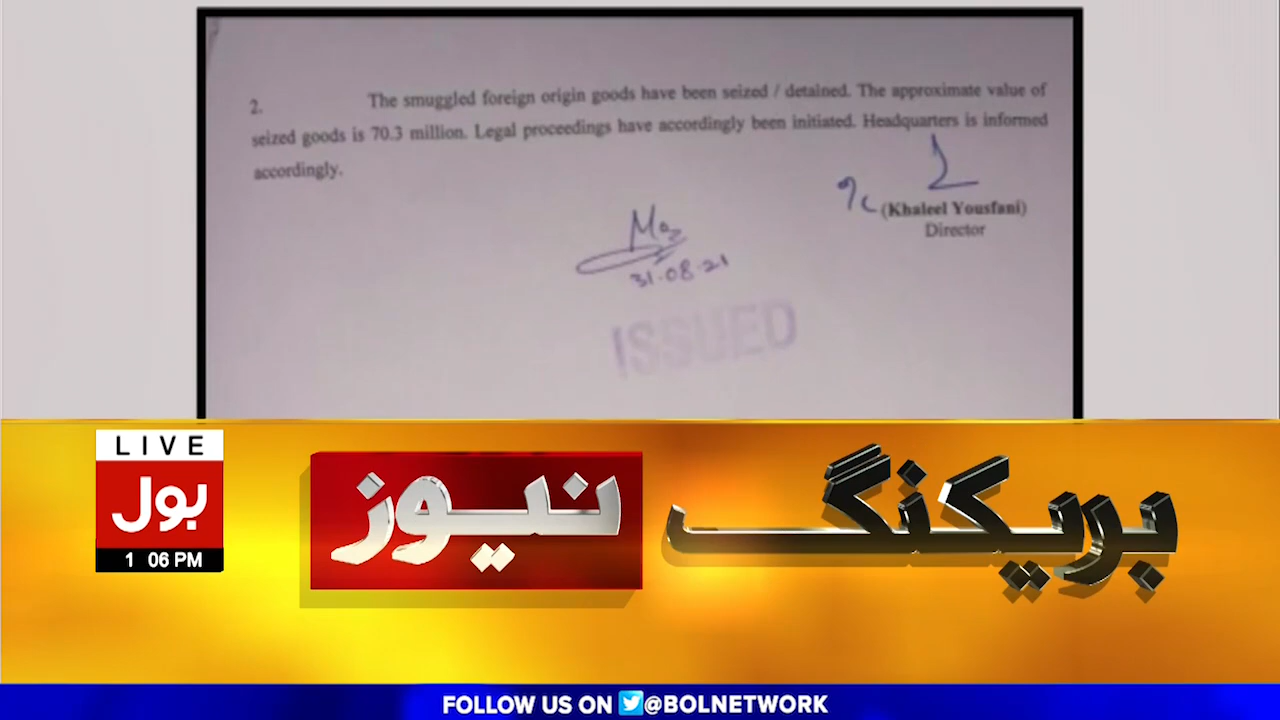 2. The smuggled foreign origin goods have been seized / detained. The approximate value of
seized goods is 70.3 million. Legal proceedings have accordingly been initiated. Headquarters is informed
accordingly.
(Khaleel Yousfani)
Director
31.08.21
ISSUED
LIVE
بول
1 06 PM
بریکنگ نیوز
FOLLOW US ON @BOLNETWORK